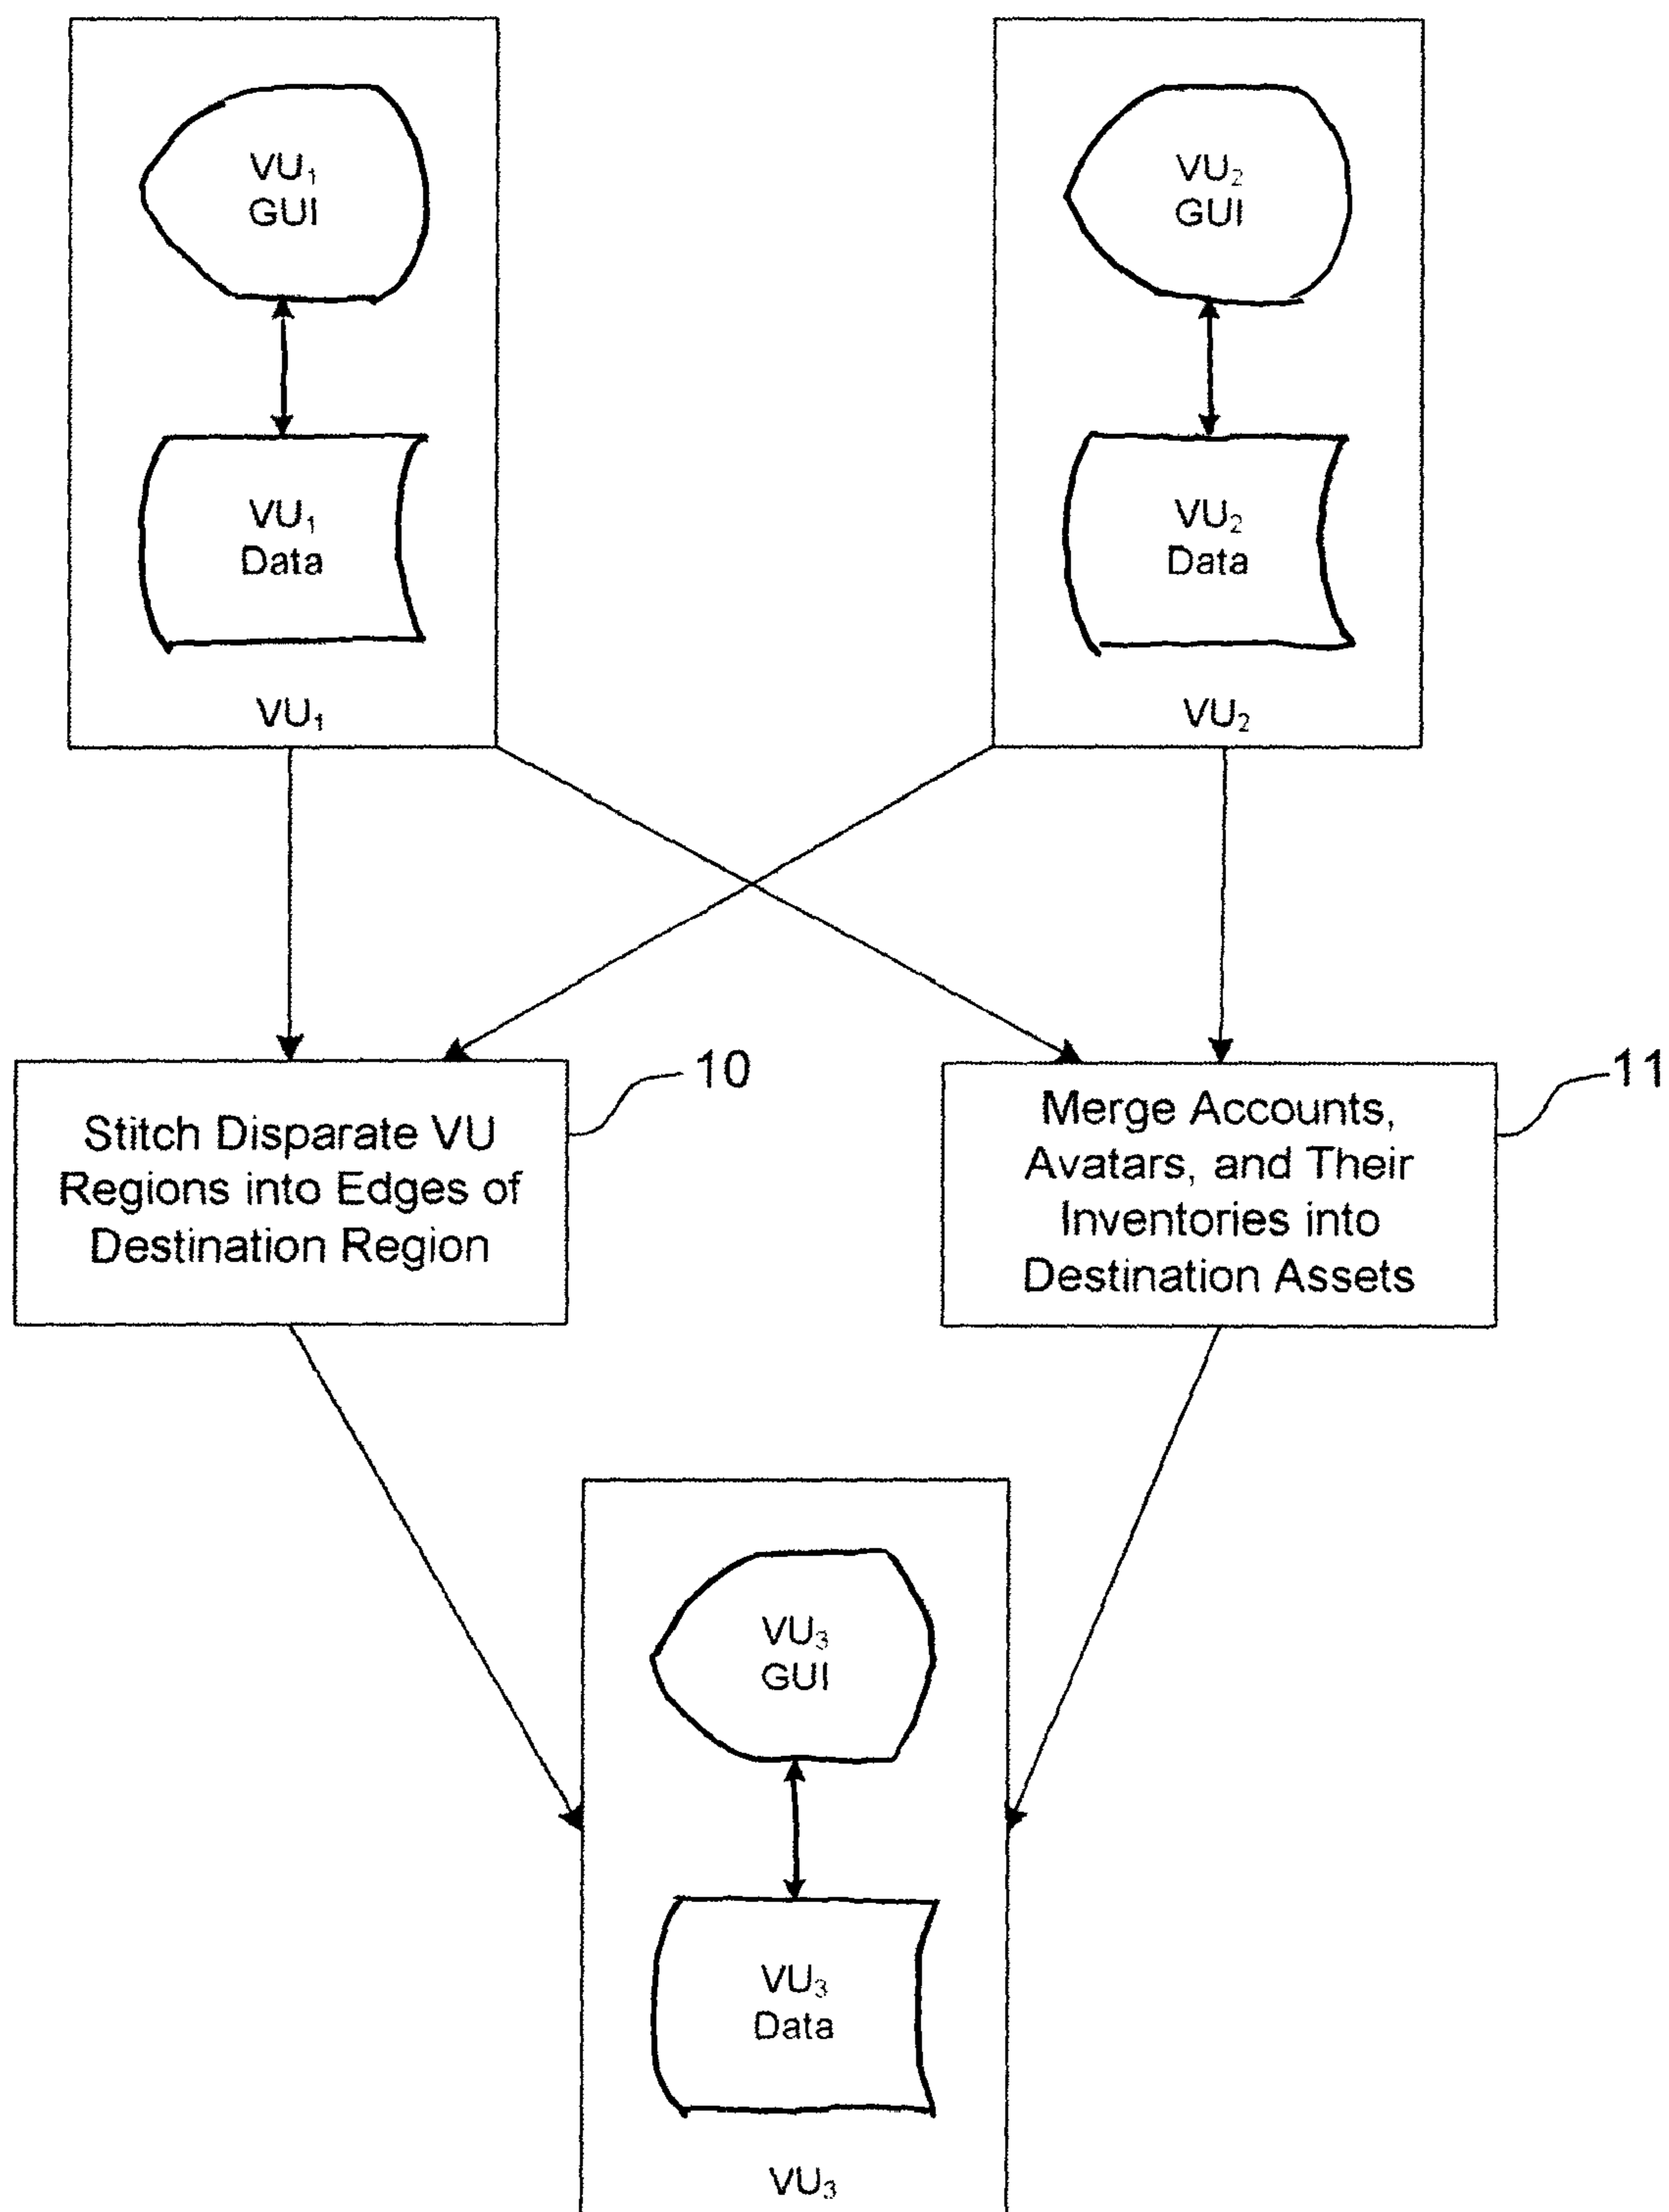 VU₁
GUI
VU₂
GUI
VU₁
Data
VU₂
Data
VU₁
VU₂
10
Stitch Disparate VU
Regions into Edges of
Destination Region
11
Merge Accounts,
Avatars, and Their
Inventories into
Destination Assets
VU₃
GUI
VU₃
Data
VU₃